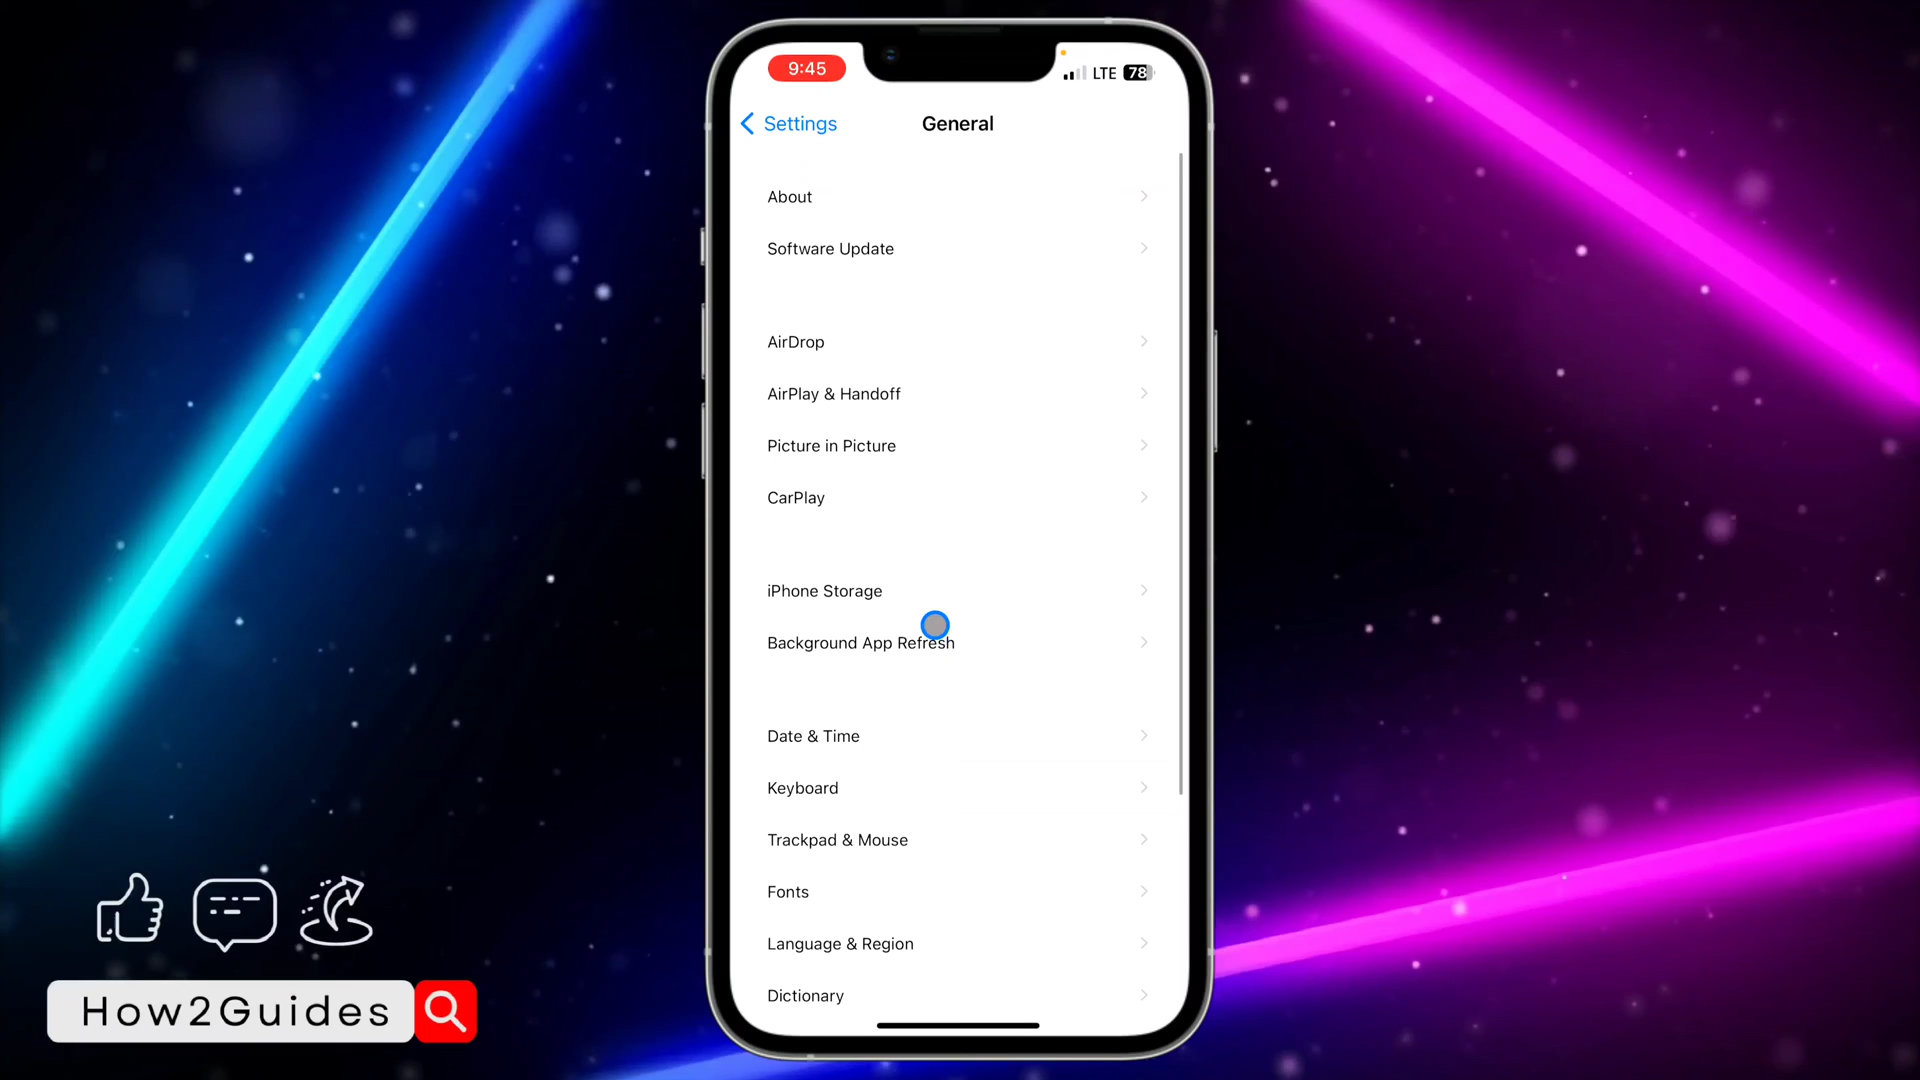 9:45
LTE 78
Settings
General
About
Software Update
AirDrop
AirPlay & Handoff
Picture in Picture
CarPlay
iPhone Storage
Background App Refresh
Date & Time
Keyboard
Trackpad & Mouse
Fonts
Language & Region
Dictionary
How2Guides